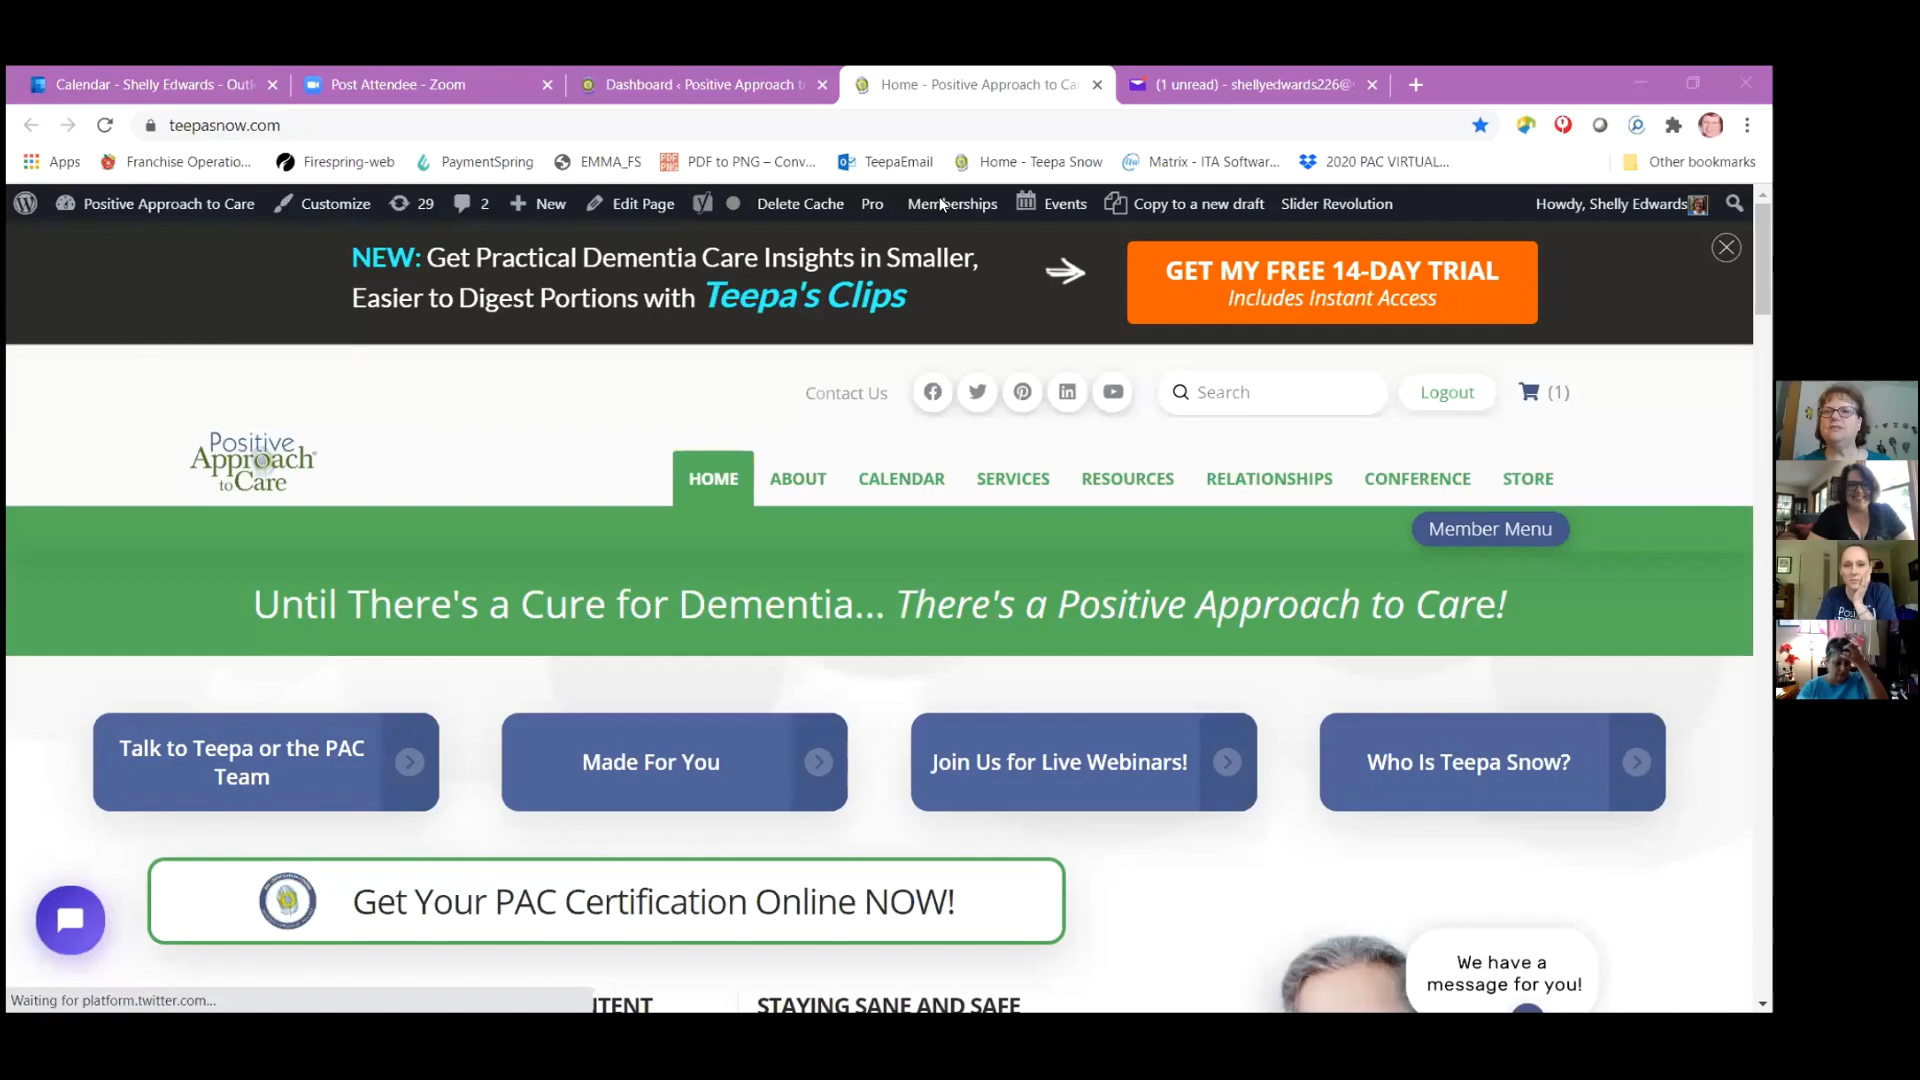 Calendar - Shelly Edwards - Outl
Post Attendee - Zoom
Dashboard ‹ Positive Approach t
Home - Positive Approach to Ca
(1 unread) - shellyedwards226@
teepasnow.com
Apps
Franchise Operatio...
Firespring-web
PaymentSpring
EMMA_FS
PDF to PNG – Conv...
TeepaEmail
Home - Teepa Snow
Matrix - ITA Softwar...
2020 PAC VIRTUAL...
Other bookmarks
Positive Approach to Care
Customize
29
2
New
Edit Page
Delete Cache
Pro
Memberships
Events
Copy to a new draft
Slider Revolution
Howdy, Shelly Edwards
NEW: Get Practical Dementia Care Insights in Smaller,
Easier to Digest Portions with Teepa's Clips
GET MY FREE 14-DAY TRIAL
Includes Instant Access
Contact Us
Search
Logout
(1)
Positive
Approach
to Care
HOME
ABOUT
CALENDAR
SERVICES
RESOURCES
RELATIONSHIPS
CONFERENCE
STORE
Member Menu
Until There's a Cure for Dementia... There's a Positive Approach to Care!
Talk to Teepa or the PAC
Team
Made For You
Join Us for Live Webinars!
Who Is Teepa Snow?
Get Your PAC Certification Online NOW!
We have a
message for you!
Waiting for platform.twitter.com...
STAYING SANE AND SAFE